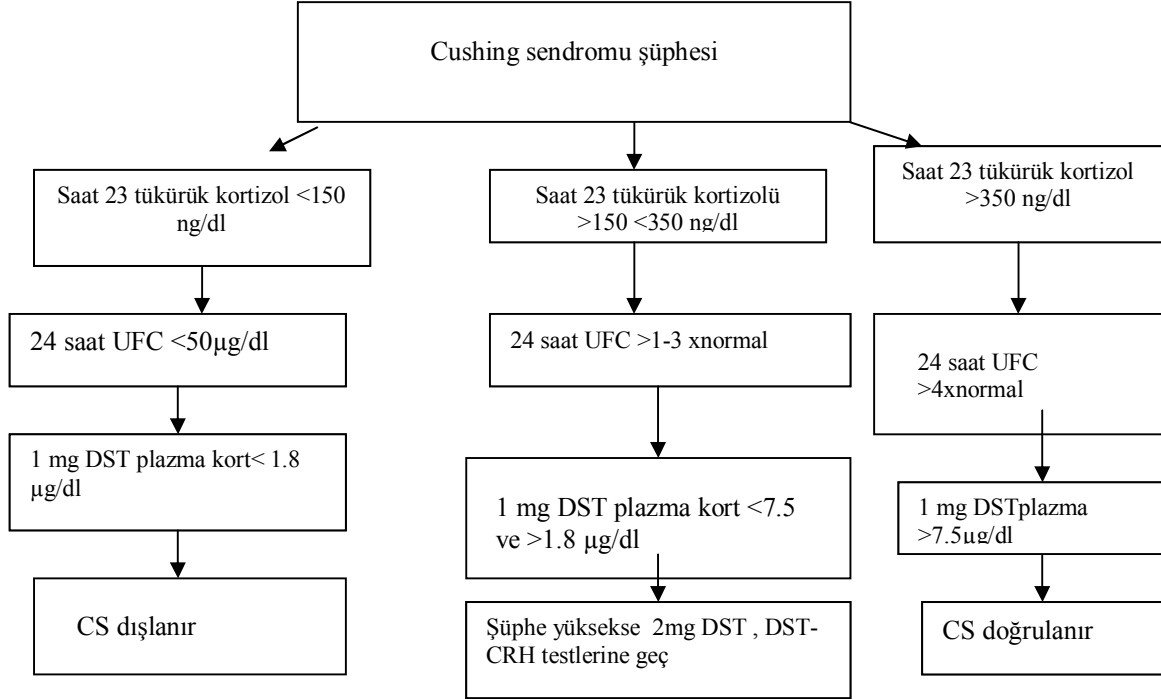 Cushing sendromu şüphesi
Saat 23 tükürük kortizol <150
ng/dl
24 saat UFC <50µg/dl
1 mg DST plazma kort< 1.8
µg/dl
CS dışlanır
Saat 23 tükürük kortizolü
>150 <350 ng/dl
24 saat UFC >1-3 xnormal
1 mg DST plazma kort <7.5
ve >1.8 µg/dl
Şüphe yüksekse 2mg DST , DST-
CRH testlerine geç
Saat 23 tükürük kortizol
>350 ng/dl
24 saat UFC
>4xnormal
1 mg DSTplazma
>7.5µg/dl
CS doğrulanır